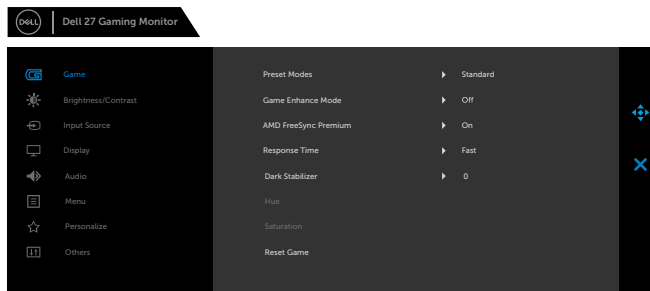 DELL
Dell 27 Gaming Monitor
Game
Preset Modes
Standard
Brightness/Contrast
Game Enhance Mode
Off
Input Source
AMD FreeSync Premium
On
Display
Response Time
Fast
Audio
Dark Stabilizer
0
Menu
Hue
Personalize
Saturation
Others
Reset Game